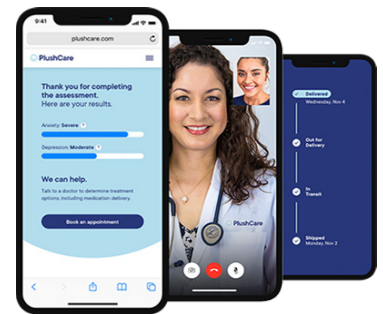 9:41
plushcare.com
PlushCare
Thank you for completing
the assessment.
Here are your results.
Anxiety: Severe ?
Depression: Moderate ?
We can help.
Talk to a doctor to determine treatment
options, including medication delivery.
Book an appointment
PlushCare
Delivered
Wednesday, Nov 4
Out for
Delivery
In
Transit
Shipped
Monday, Nov 2